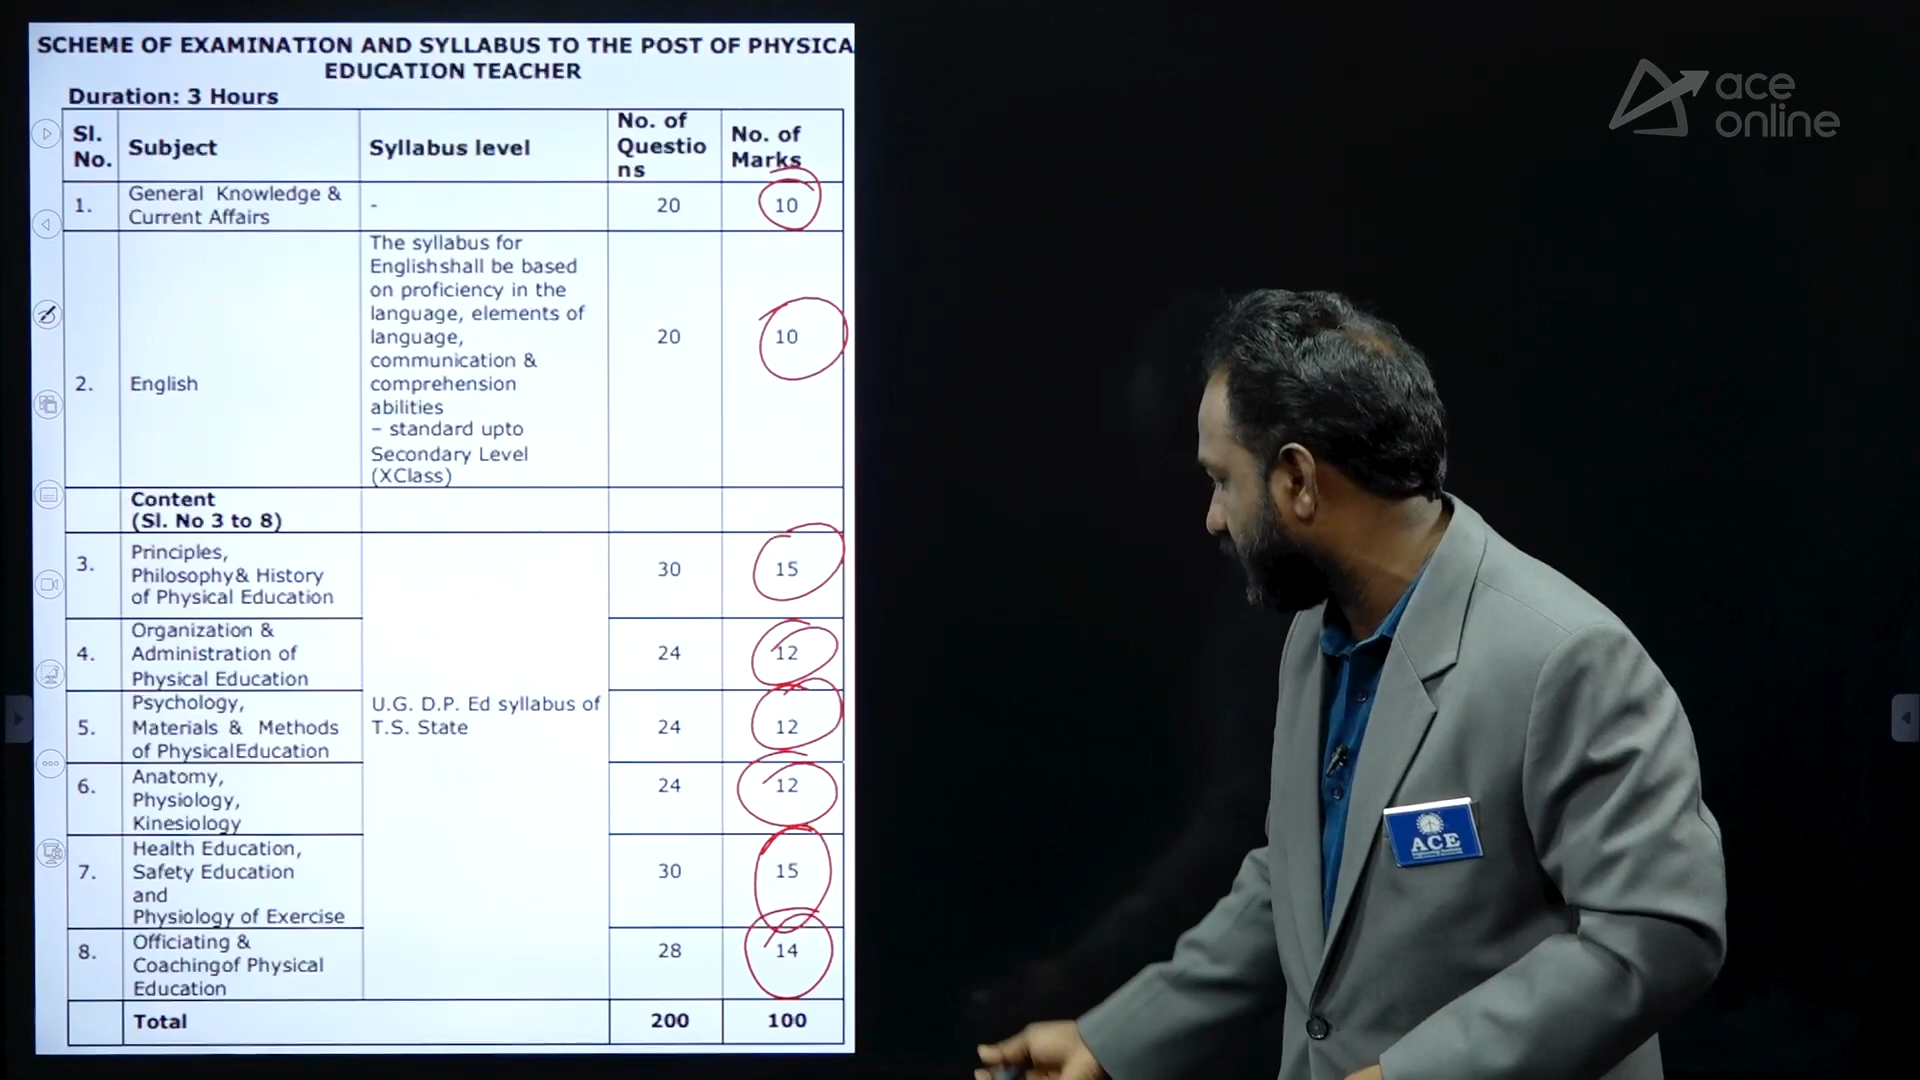 SCHEME OF EXAMINATION AND SYLLABUS TO THE POST OF PHYSICA
EDUCATION TEACHER
Duration: 3 Hours
Sl. No. Subject Syllabus level No. of Questio ns No. of Marks
1. General Knowledge & Current Affairs - 20 10
2. English
The syllabus for
Englishshall be based
on proficiency in the
language, elements of
language,
communication &
comprehension
abilities
– standard upto
Secondary Level
(XClass)
20 10
Content
(Sl. No 3 to 8)
3. Principles,
Philosophy& History
of Physical Education
30 15
4. Organization &
Administration of
Physical Education
24 12
5. Psychology,
Materials & Methods
of PhysicalEducation
U.G. D.P. Ed syllabus of
T.S. State
24 12
6. Anatomy,
Physiology,
Kinesiology
24 12
7. Health Education,
Safety Education
and
Physiology of Exercise
30 15
8. Officiating &
Coachingof Physical
Education
28 14
Total 200 100
ace
online
ACE